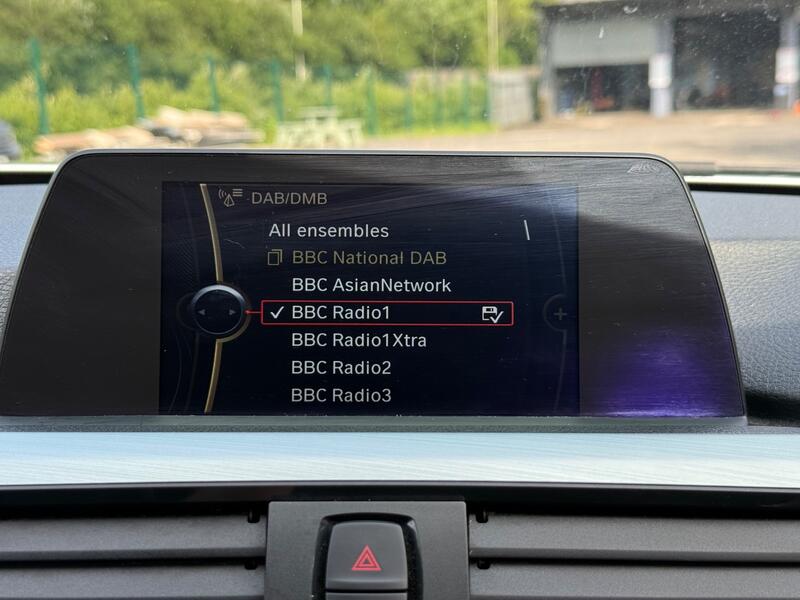 DAB/DMB
All ensembles
BBC National DAB
BBC AsianNetwork
BBC Radio1
BBC Radio1Xtra
BBC Radio2
BBC Radio3